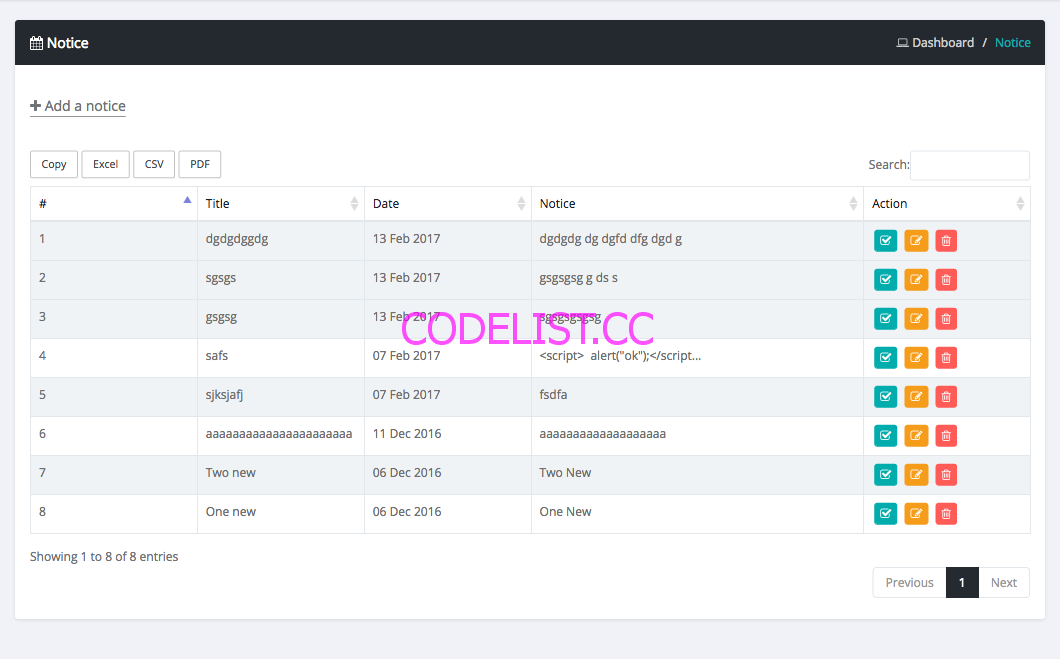 Notice
Dashboard / Notice
Add a notice
Copy Excel CSV PDF
Search:
# Title Date Notice Action
1 dgdgdggdg 13 Feb 2017 dgdgdg dg dgfd dfg dgd g
2 sgsgs 13 Feb 2017 gsgsgsg g ds s
3 gsgsg 13 Feb 2017 sgsgsgsgsg
CODELIST.CC
4 safs 07 Feb 2017 <script> alert("ok");</script...
5 sjksjafj 07 Feb 2017 fsdfa
6 aaaaaaaaaaaaaaaaaaaaaa 11 Dec 2016 aaaaaaaaaaaaaaaaaaa
7 Two new 06 Dec 2016 Two New
8 One new 06 Dec 2016 One New
Showing 1 to 8 of 8 entries
Previous 1 Next